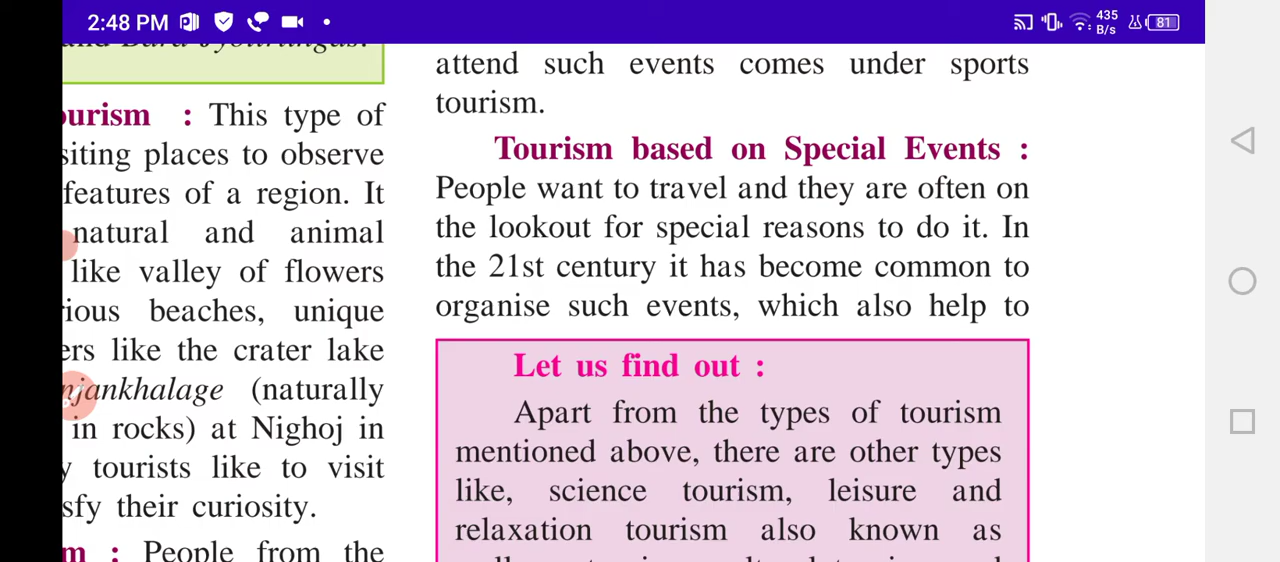 2:48 PM
435
B/s
81
attend such events comes under sports
tourism.
Tourism based on Special Events :
People want to travel and they are often on
the lookout for special reasons to do it. In
the 21st century it has become common to
organise such events, which also help to
Let us find out :
Apart from the types of tourism
mentioned above, there are other types
like, science tourism, leisure and
relaxation tourism also known as
ourism : This type of
siting places to observe
features of a region. It
natural and animal
like valley of flowers
rious beaches, unique
ers like the crater lake
njankhalage (naturally
in rocks) at Nighoj in
y tourists like to visit
sfy their curiosity.
m : People from the